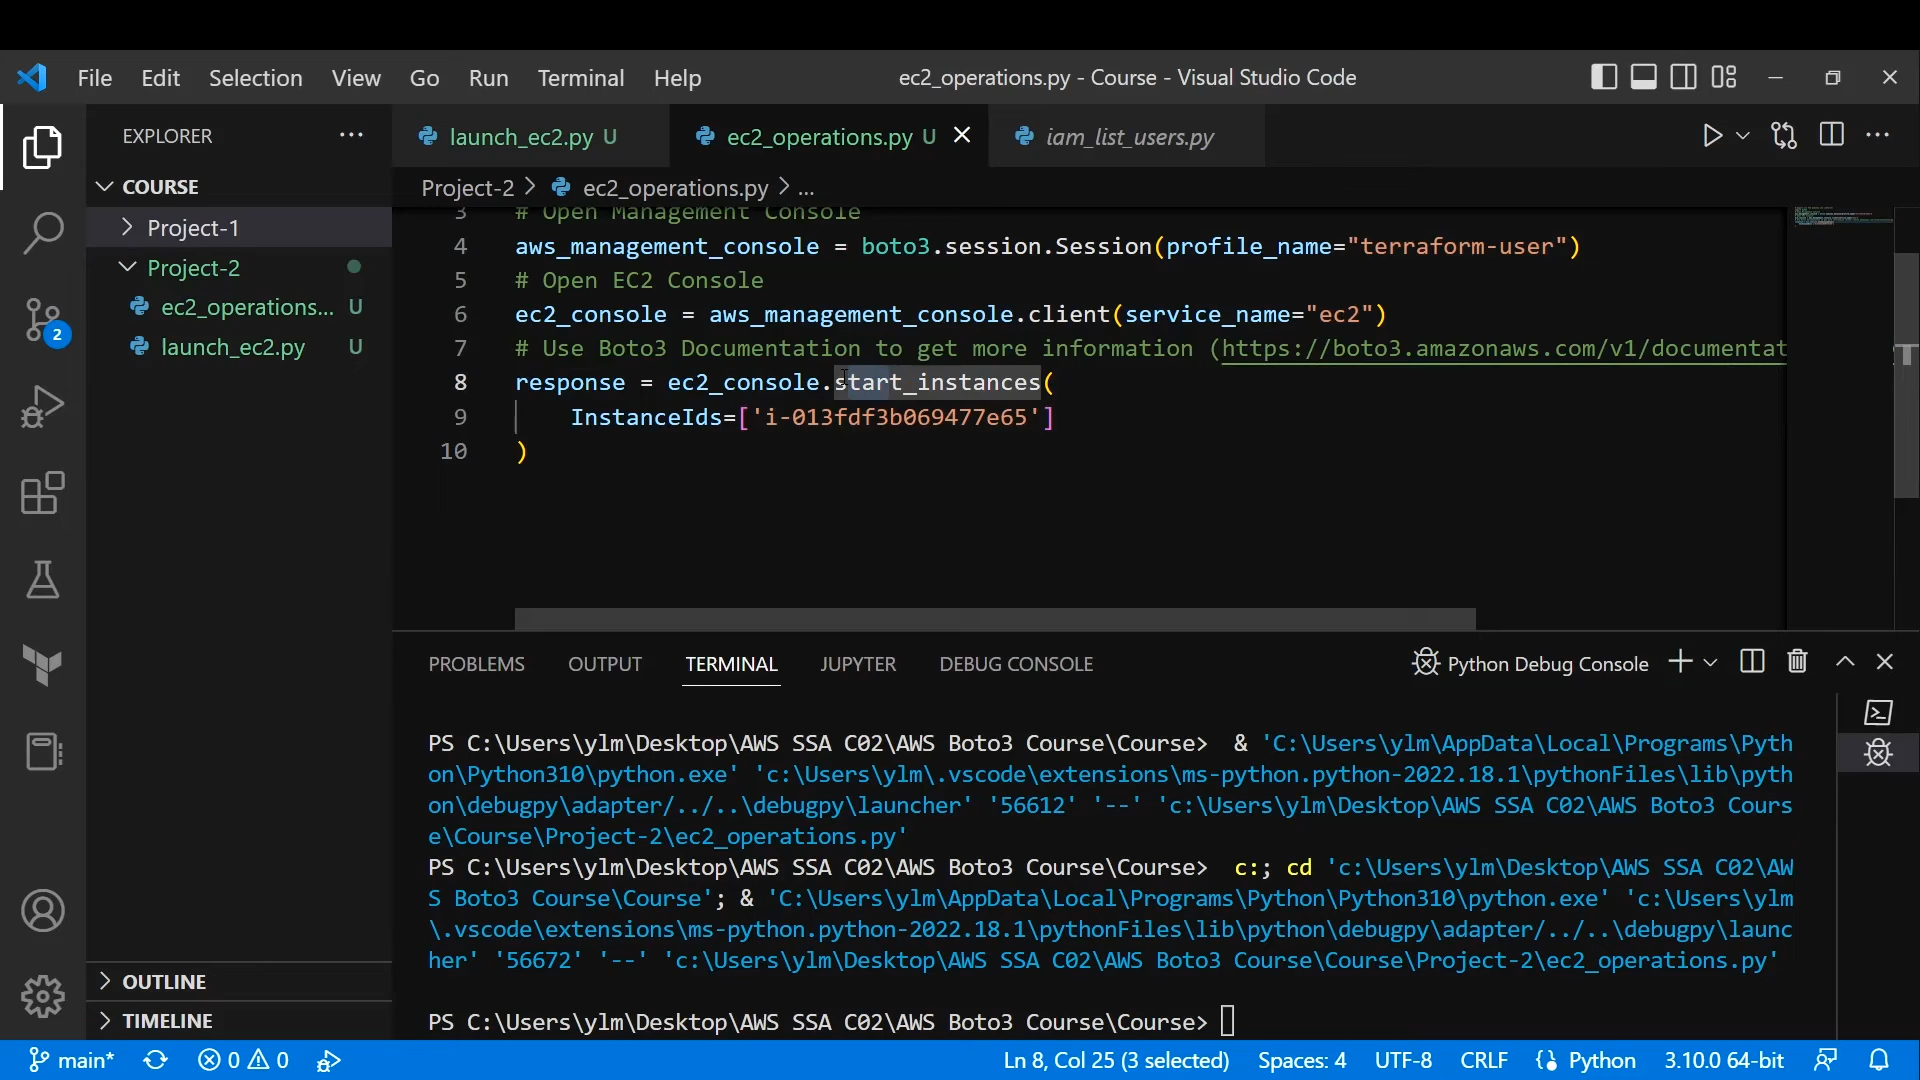 File Edit Selection View Go Run Terminal Help
ec2_operations.py - Course - Visual Studio Code
EXPLORER
COURSE
Project-1
Project-2
ec2_operations... U
launch_ec2.py U
OUTLINE
TIMELINE
2
launch_ec2.py U
ec2_operations.py U
iam_list_users.py
Project-2 > ec2_operations.py > ...
3 # Open Management Console
4 aws_management_console = boto3.session.Session(profile_name="terraform-user")
5 # Open EC2 Console
6 ec2_console = aws_management_console.client(service_name="ec2")
7 # Use Boto3 Documentation to get more information (https://boto3.amazonaws.com/v1/documentat
8 response = ec2_console.start_instances(
9 InstanceIds=['i-013fdf3b069477e65']
10 )
PROBLEMS OUTPUT TERMINAL JUPYTER DEBUG CONSOLE
Python Debug Console
PS C:\Users\ylm\Desktop\AWS SSA C02\AWS Boto3 Course\Course> & 'C:\Users\ylm\AppData\Local\Programs\Pyth
on\Python310\python.exe' 'c:\Users\ylm\.vscode\extensions\ms-python.python-2022.18.1\pythonFiles\lib\pyth
on\debugpy\adapter/../..\debugpy\launcher' '56612' '--' 'c:\Users\ylm\Desktop\AWS SSA C02\AWS Boto3 Cours
e\Course\Project-2\ec2_operations.py'
PS C:\Users\ylm\Desktop\AWS SSA C02\AWS Boto3 Course\Course> c:; cd 'c:\Users\ylm\Desktop\AWS SSA C02\AW
S Boto3 Course\Course'; & 'C:\Users\ylm\AppData\Local\Programs\Python\Python310\python.exe' 'c:\Users\ylm
\.vscode\extensions\ms-python.python-2022.18.1\pythonFiles\lib\python\debugpy\adapter/../..\debugpy\launc
her' '56672' '--' 'c:\Users\ylm\Desktop\AWS SSA C02\AWS Boto3 Course\Course\Project-2\ec2_operations.py'
PS C:\Users\ylm\Desktop\AWS SSA C02\AWS Boto3 Course\Course>
main* 0 0 Ln 8, Col 25 (3 selected) Spaces: 4 UTF-8 CRLF Python 3.10.0 64-bit